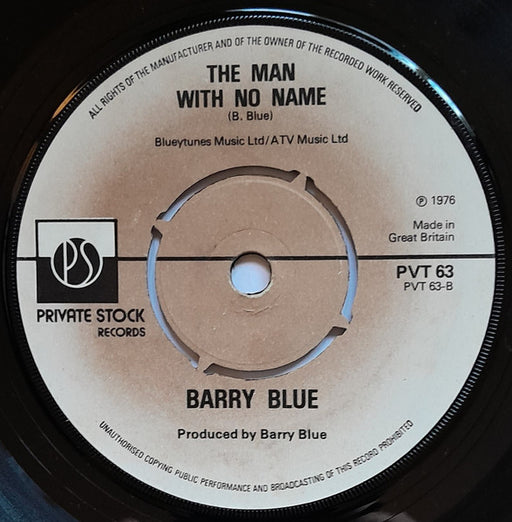 ALL RIGHTS OF THE MANUFACTURER AND OF THE OWNER OF THE RECORDED WORK RESERVED
THE MAN
WITH NO NAME
(B. Blue)
Blueytunes Music Ltd/ATV Music Ltd
℗ 1976
Made in
Great Britain
PS
PVT 63
PVT 63-B
PRIVATE STOCK
RECORDS
BARRY BLUE
Produced by Barry Blue
UNAUTHORISED COPYING PUBLIC PERFORMANCE AND BROADCASTING OF THIS RECORD PROHIBITED